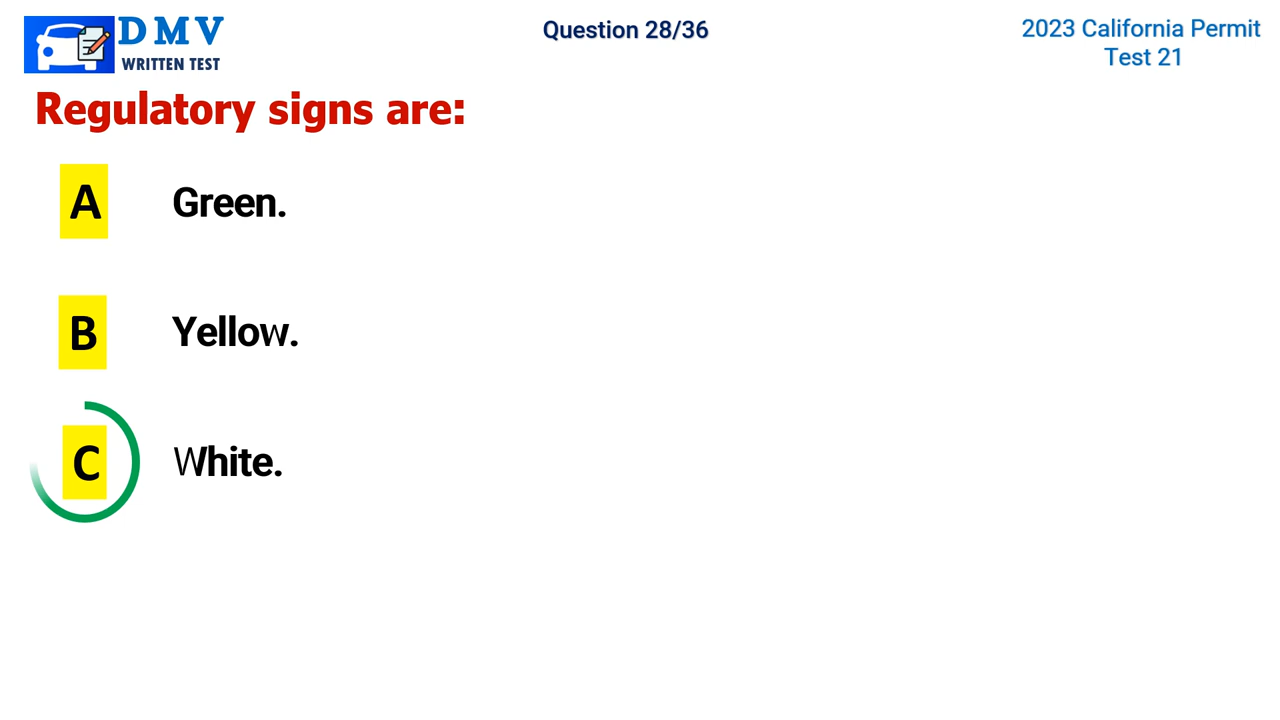 DMV
WRITTEN TEST
Question 28/36
2023 California Permit
Test 21
Regulatory signs are:
A Green.
B Yellow.
C White.